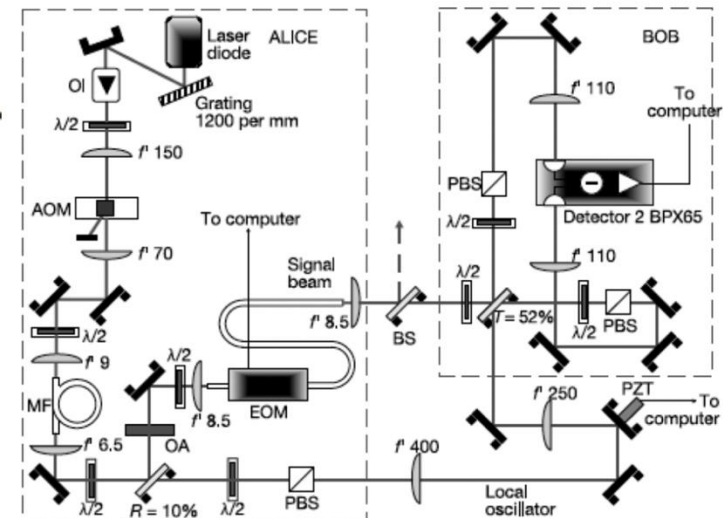 Laser
diode
ALICE
BOB
OI
Grating
1200 per mm
λ/2
f' 150
f' 110
To
computer
AOM
PBS
To computer
λ/2
Detector 2 BPX65
f' 70
Signal
beam
λ/2
f' 110
λ/2
f' 8.5
BS
T= 52%
λ/2
PBS
f' 9
λ/2
MF
f' 8.5
EOM
f' 250
PZT
To
computer
f' 6.5
OA
f' 400
λ/2
R = 10%
λ/2
PBS
Local
oscillator